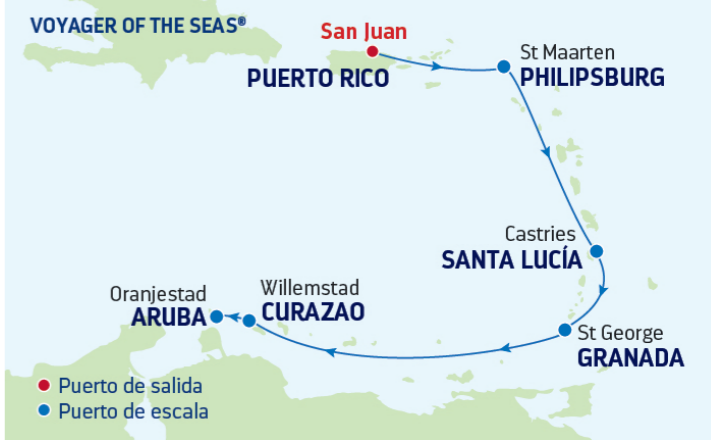 VOYAGER OF THE SEAS®
San Juan
PUERTO RICO
St Maarten
PHILIPSBURG
Castries
SANTA LUCÍA
Oranjestad
ARUBA
Willemstad
CURAZAO
St George
GRANADA
Puerto de salida
Puerto de escala